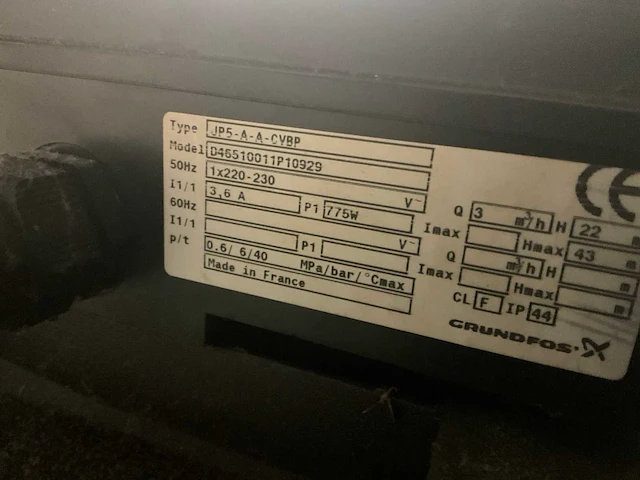 Type JP5-A-A-CVBP
Model D46510011P10929
50Hz 1x220-230 V~
I1/1 3,6 A P1 775W
60Hz V~
I1/1 P1
p/t 0.6/ 6/40 MPa/bar/°Cmax
Made in France
CE
Q 3 m³/h H 22 m
Imax Hmax 43 m
Q m³/h H m
Imax Hmax m
CL F IP 44
GRUNDFOS